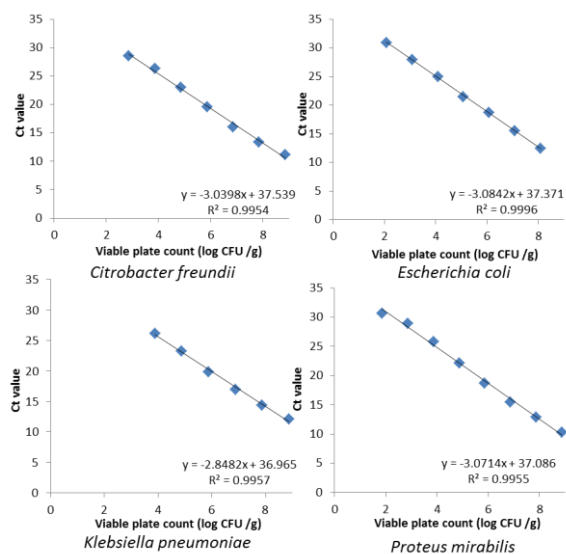 35
30
25
20
15
10
5
0
Ct value
y = -3.0398x + 37.539
R² = 0.9954
0 2 4 6 8
Viable plate count (log CFU /g)
Citrobacter freundii
35
30
25
20
15
10
5
0
Ct value
y = -3.0842x + 37.371
R² = 0.9996
0 2 4 6 8
Viable plate count (log CFU /g)
Escherichia coli
35
30
25
20
15
10
5
0
Ct value
y = -2.8482x + 36.965
R² = 0.9957
0 2 4 6 8
Viable plate count (log CFU /g)
Klebsiella pneumoniae
35
30
25
20
15
10
5
0
Ct value
y = -3.0714x + 37.086
R² = 0.9955
0 2 4 6 8
Viable plate count (log CFU /g)
Proteus mirabilis